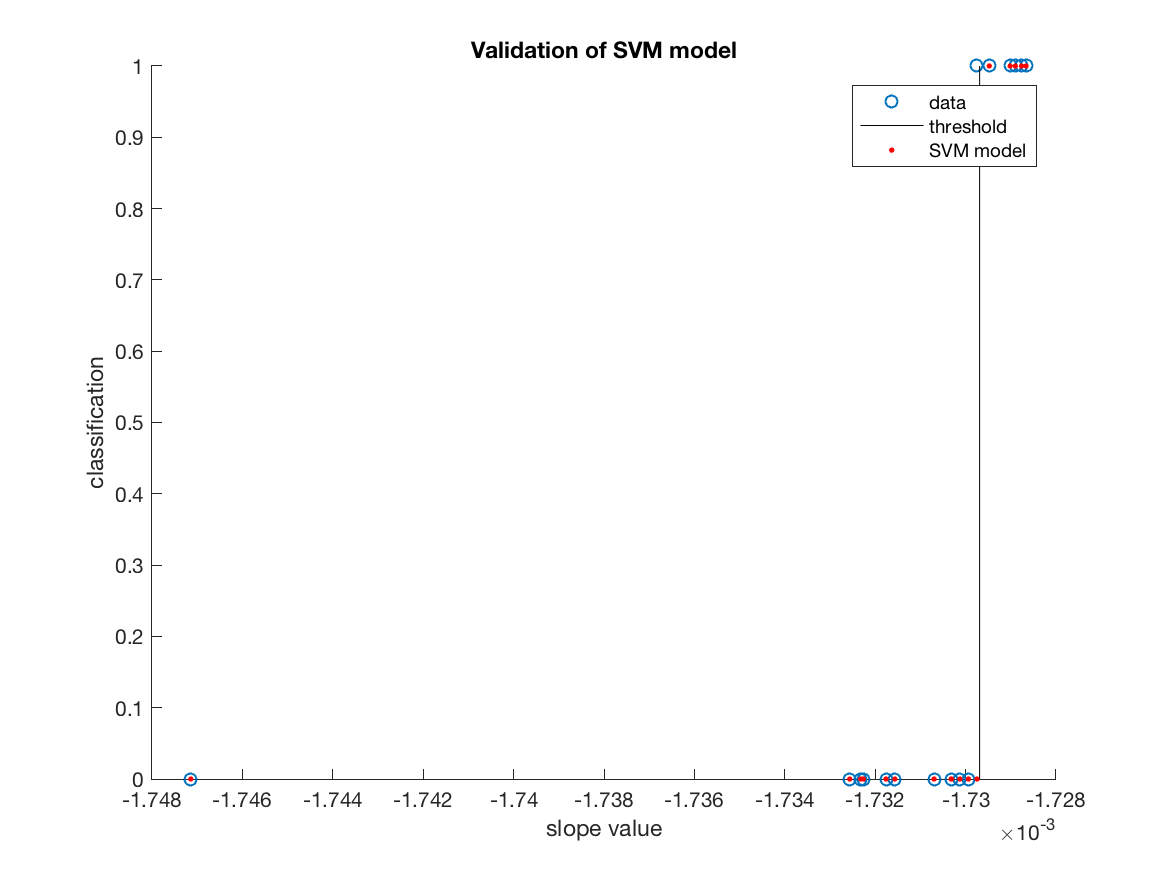 Validation of SVM model
1
0.9
0.8
0.7
0.6
0.5
0.4
0.3
0.2
0.1
0
classification
data
threshold
SVM model
-1.748 -1.746 -1.744 -1.742 -1.74 -1.738 -1.736 -1.734 -1.732 -1.73 -1.728
slope value
×10-3